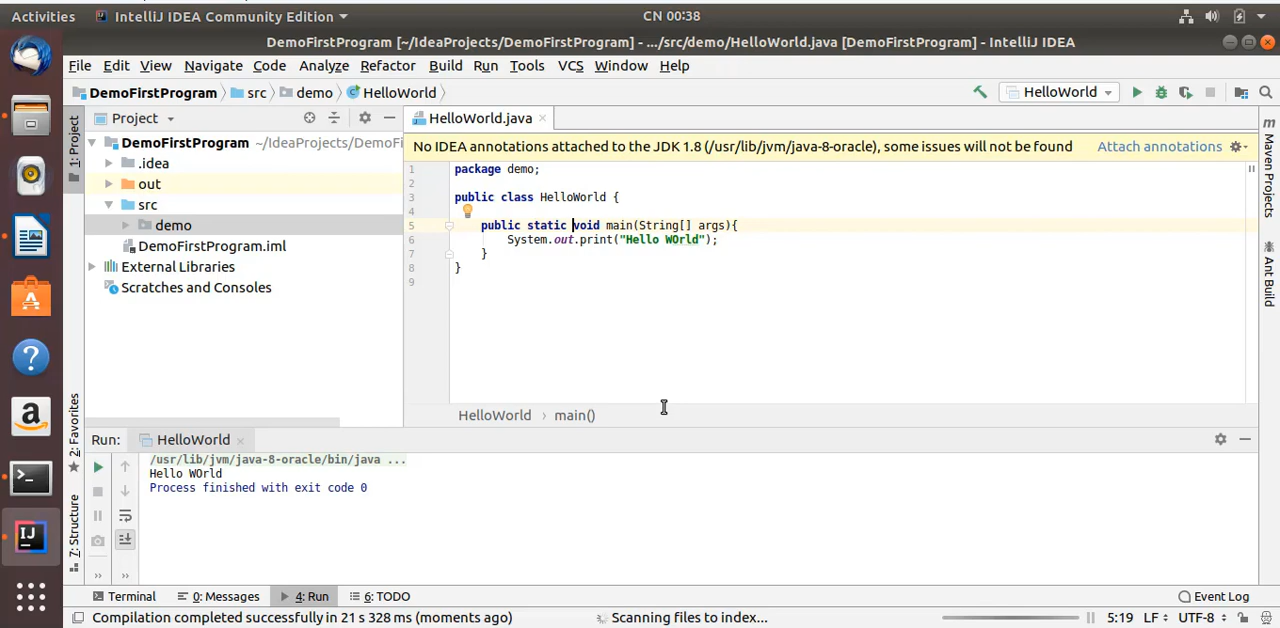 Activities IntelliJ IDEA Community Edition CN 00:38
DemoFirstProgram [~/IdeaProjects/DemoFirstProgram] - .../src/demo/HelloWorld.java [DemoFirstProgram] - IntelliJ IDEA
File Edit View Navigate Code Analyze Refactor Build Run Tools VCS Window Help
DemoFirstProgram src demo HelloWorld HelloWorld
1: Project
Project
HelloWorld.java
DemoFirstProgram ~/IdeaProjects/DemoFi
.idea
out
src
demo
DemoFirstProgram.iml
External Libraries
Scratches and Consoles
No IDEA annotations attached to the JDK 1.8 (/usr/lib/jvm/java-8-oracle), some issues will not be found Attach annotations
1 package demo;
2
3 public class HelloWorld {
4
5 public static void main(String[] args){
6 System.out.print("Hello WOrld");
7 }
8 }
9
HelloWorld › main()
m Maven Projects
Ant Build
2: Favorites
7: Structure
Run: HelloWorld
/usr/lib/jvm/java-8-oracle/bin/java ...
Hello WOrld
Process finished with exit code 0
Terminal 0: Messages 4: Run 6: TODO Event Log
Compilation completed successfully in 21 s 328 ms (moments ago) Scanning files to index... 5:19 LF UTF-8